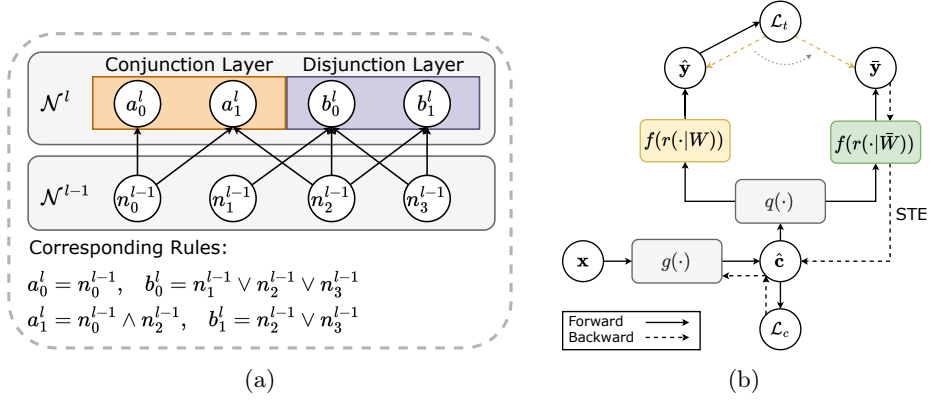 Conjunction Layer Disjunction Layer
𝒩^l a_0^l a_1^l b_0^l b_1^l
𝒩^{l−1} n_0^{l−1} n_1^{l−1} n_2^{l−1} n_3^{l−1}
Corresponding Rules:
a_0^l = n_0^{l−1}, b_0^l = n_1^{l−1} ∨ n_2^{l−1} ∨ n_3^{l−1}
a_1^l = n_0^{l−1} ∧ n_2^{l−1}, b_1^l = n_2^{l−1} ∨ n_3^{l−1}
(a)
ℒ_t
ŷ ȳ
f(r(·|W)) f(r(·|W̄))
q(·)
STE
x g(·) ĉ
Forward
Backward
ℒ_c
(b)